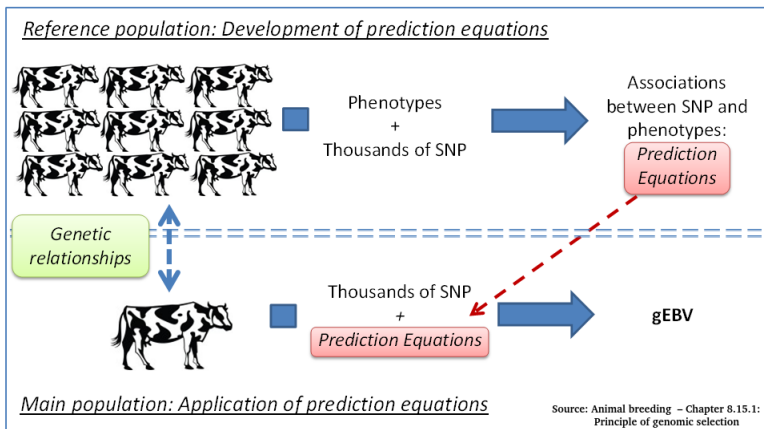 Reference population: Development of prediction equations
Phenotypes
+
Thousands of SNP
Associations
between SNP and
phenotypes:
Prediction
Equations
Genetic
relationships
Thousands of SNP
+
Prediction Equations
gEBV
Main population: Application of prediction equations
Source: Animal breeding – Chapter 8.15.1:
Principle of genomic selection